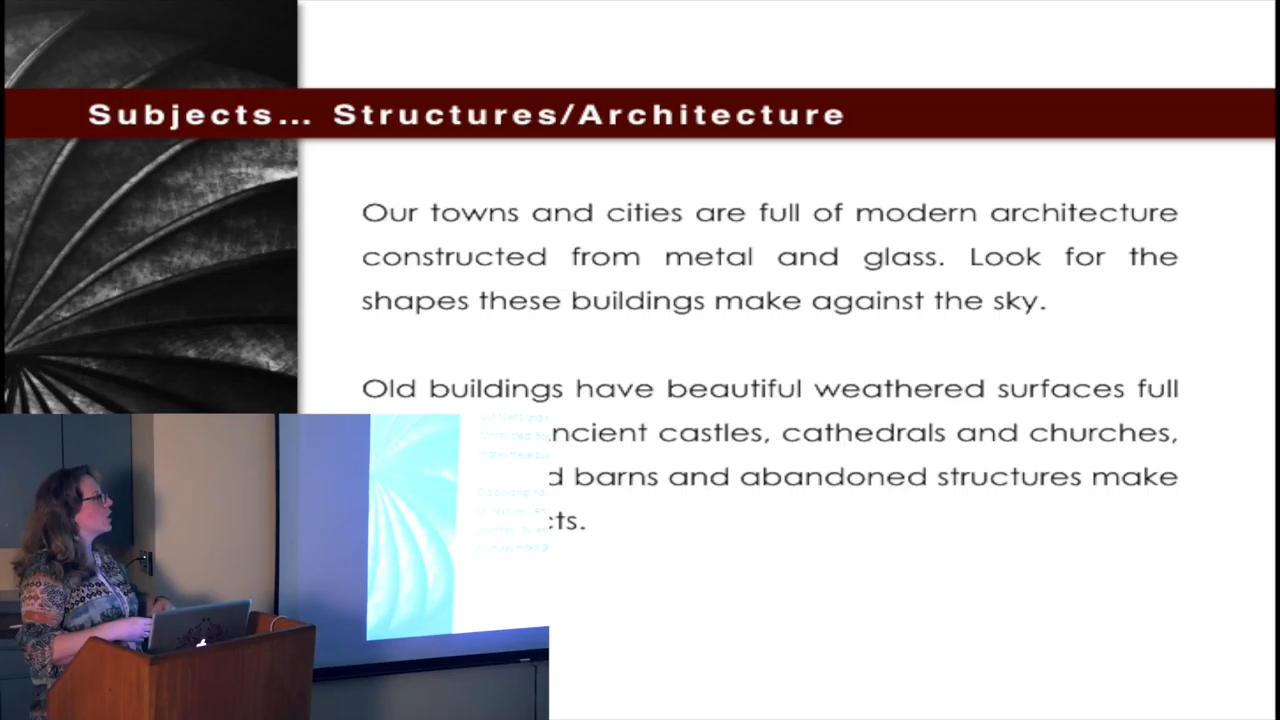 Subjects... Structures/Architecture
Our towns and cities are full of modern architecture
constructed from metal and glass. Look for the
shapes these buildings make against the sky.
Old buildings have beautiful weathered surfaces full
ncient castles, cathedrals and churches,
d barns and abandoned structures make
cts.